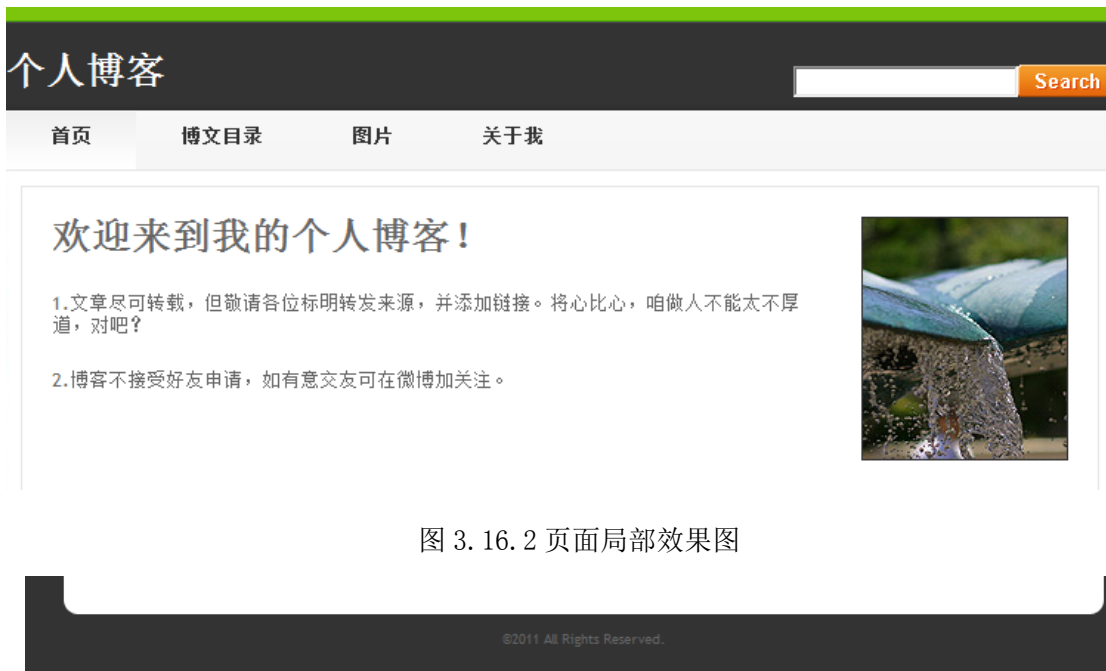 个人博客
Search
首页 博文目录 图片 关于我
欢迎来到我的个人博客!
1.文章尽可转载，但敬请各位标明转发来源，并添加链接。将心比心，咱做人不能太不厚
道，对吧？
2.博客不接受好友申请，如有意交友可在微博加关注。
图 3.16.2 页面局部效果图
©2011 All Rights Reserved.